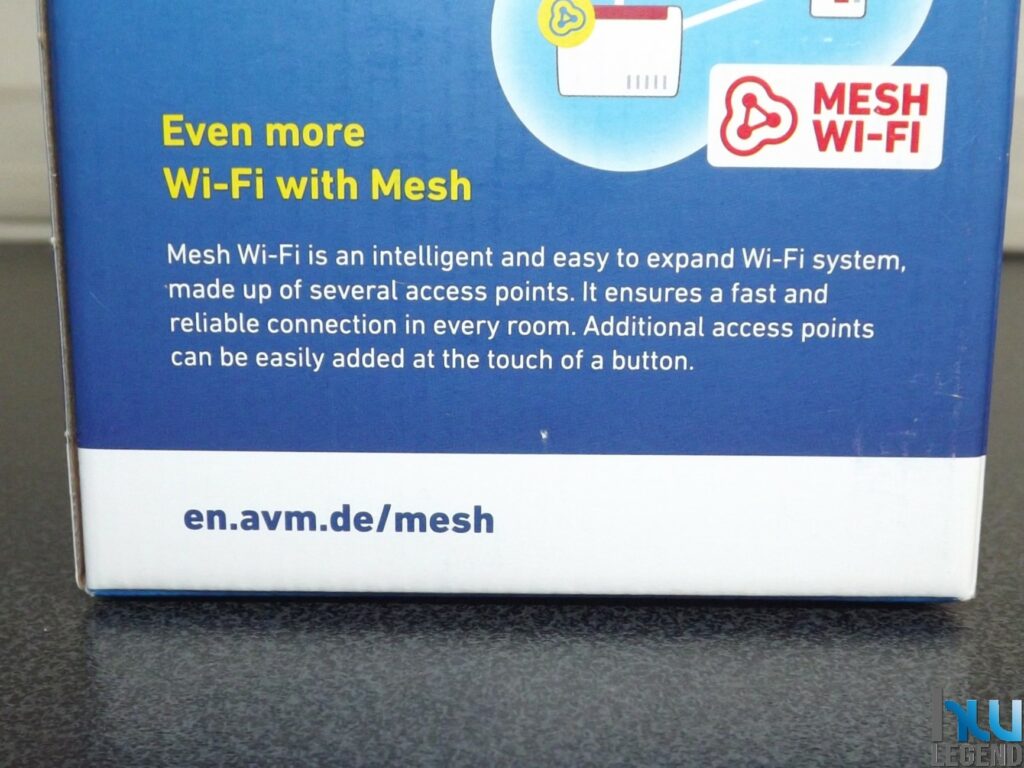 MESH
WI-FI
Even more
Wi-Fi with Mesh
Mesh Wi-Fi is an intelligent and easy to expand Wi-Fi system,
made up of several access points. It ensures a fast and
reliable connection in every room. Additional access points
can be easily added at the touch of a button.
en.avm.de/mesh
LEGEND